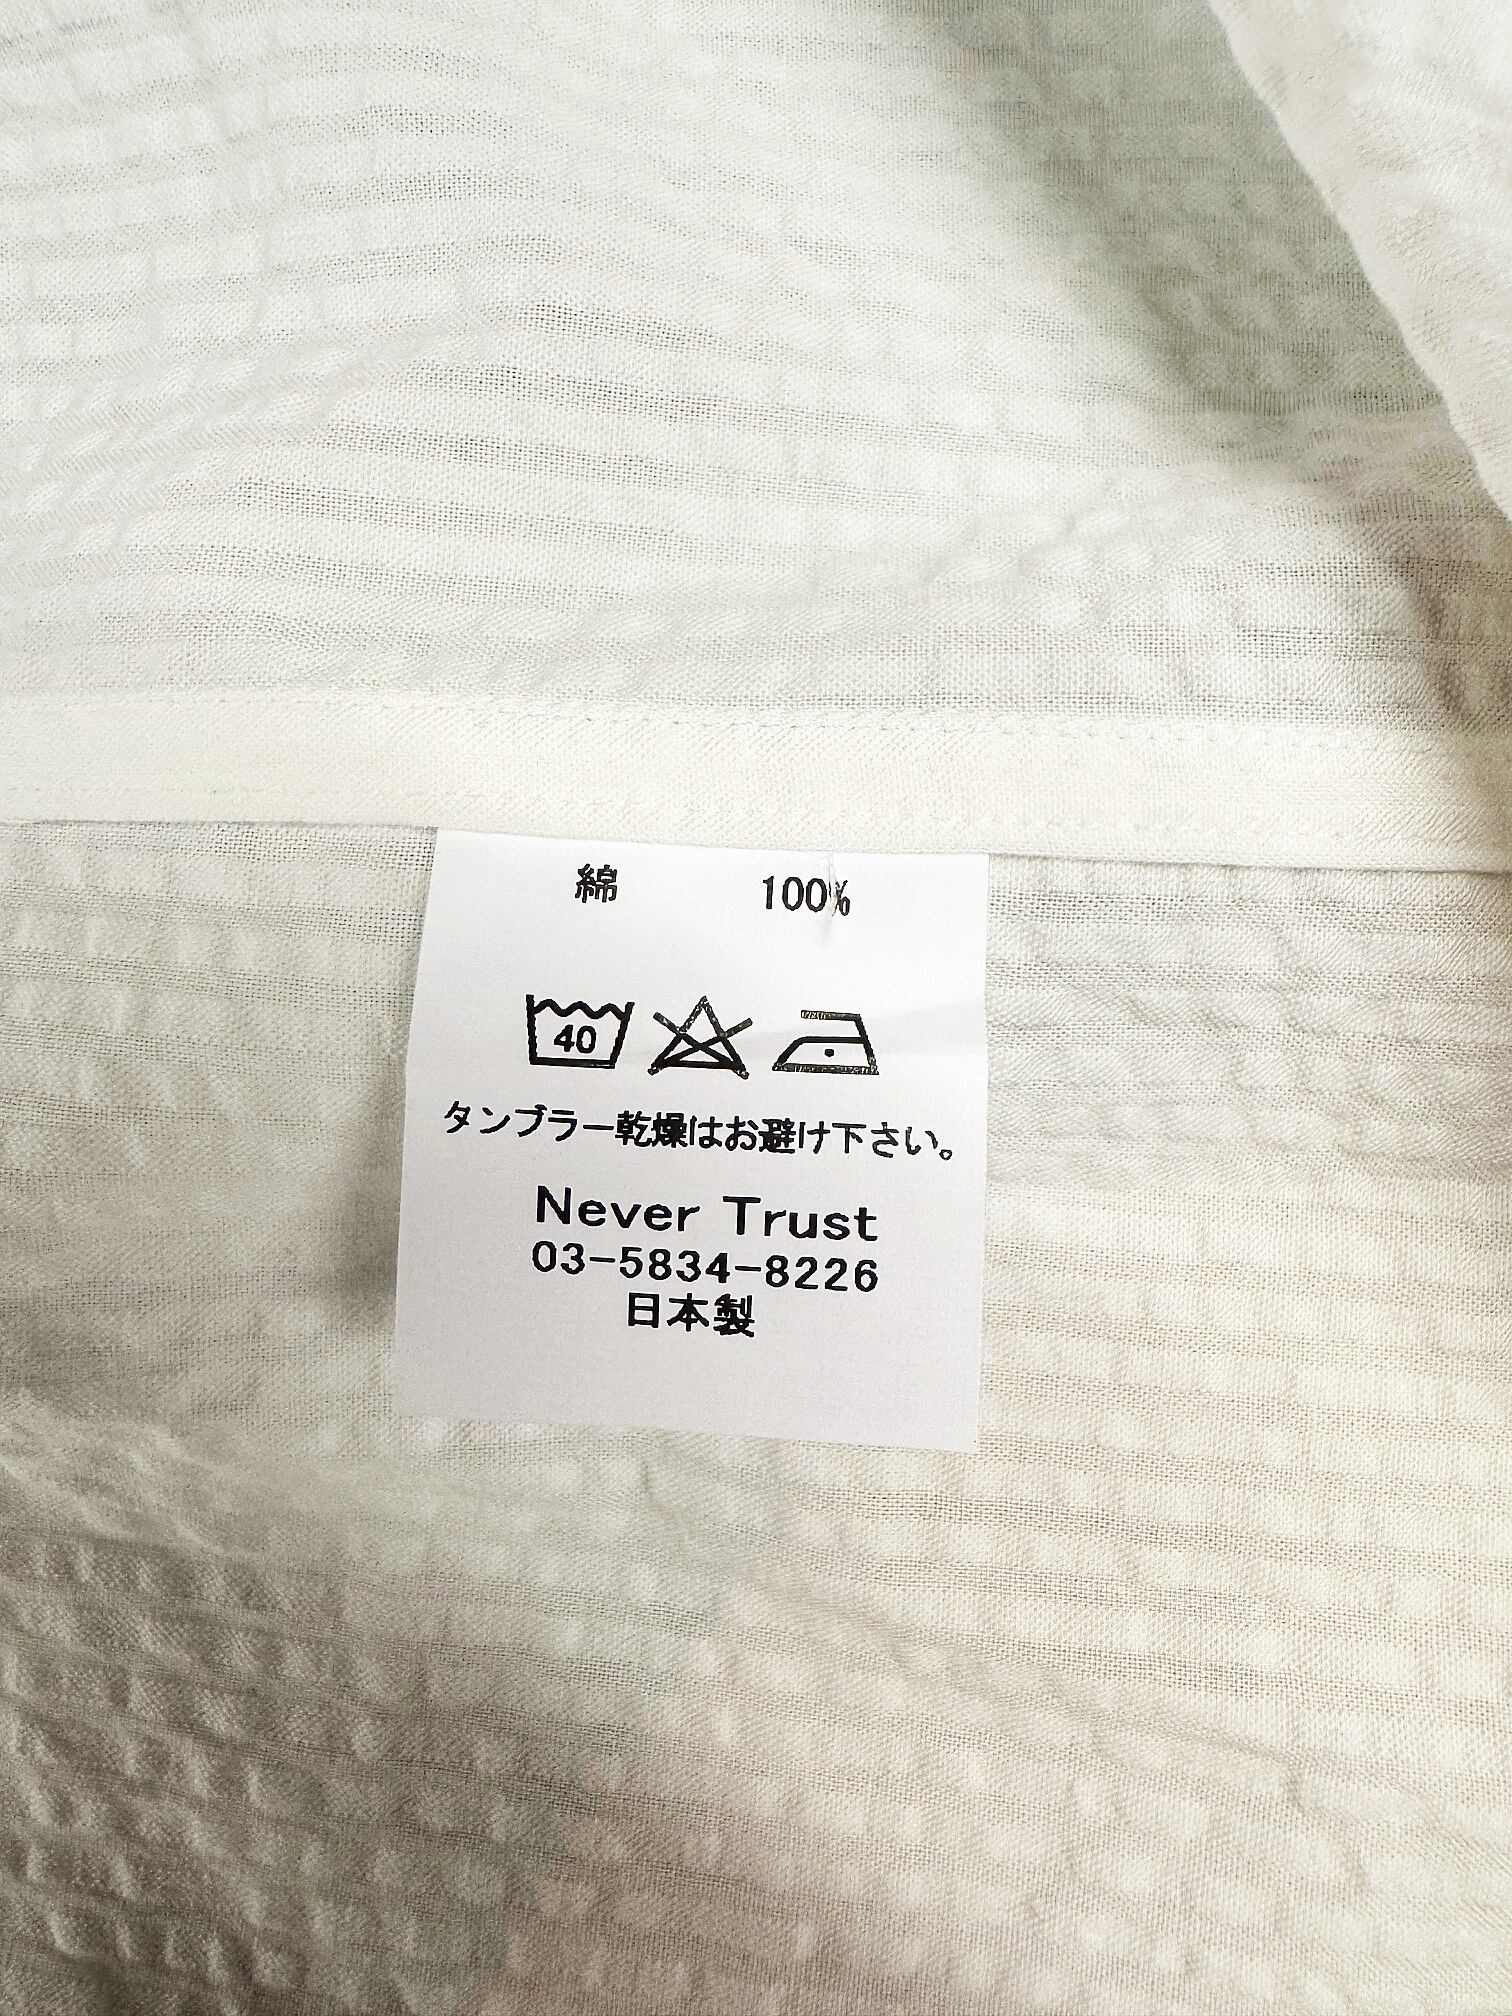 綿 100%
40
タンブラー乾燥はお避け下さい。
Never Trust
03-5834-8226
日本製